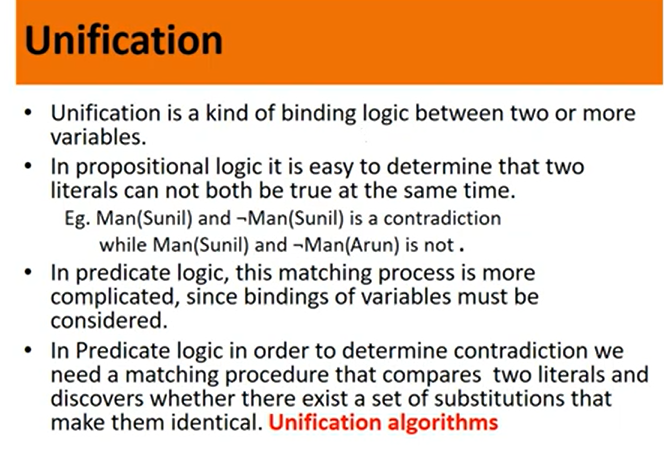 Unification
• Unification is a kind of binding logic between two or more
variables.
• In propositional logic it is easy to determine that two
literals can not both be true at the same time.
Eg. Man(Sunil) and ¬Man(Sunil) is a contradiction
while Man(Sunil) and ¬Man(Arun) is not .
• In predicate logic, this matching process is more
complicated, since bindings of variables must be
considered.
• In Predicate logic in order to determine contradiction we
need a matching procedure that compares two literals and
discovers whether there exist a set of substitutions that
make them identical. Unification algorithms